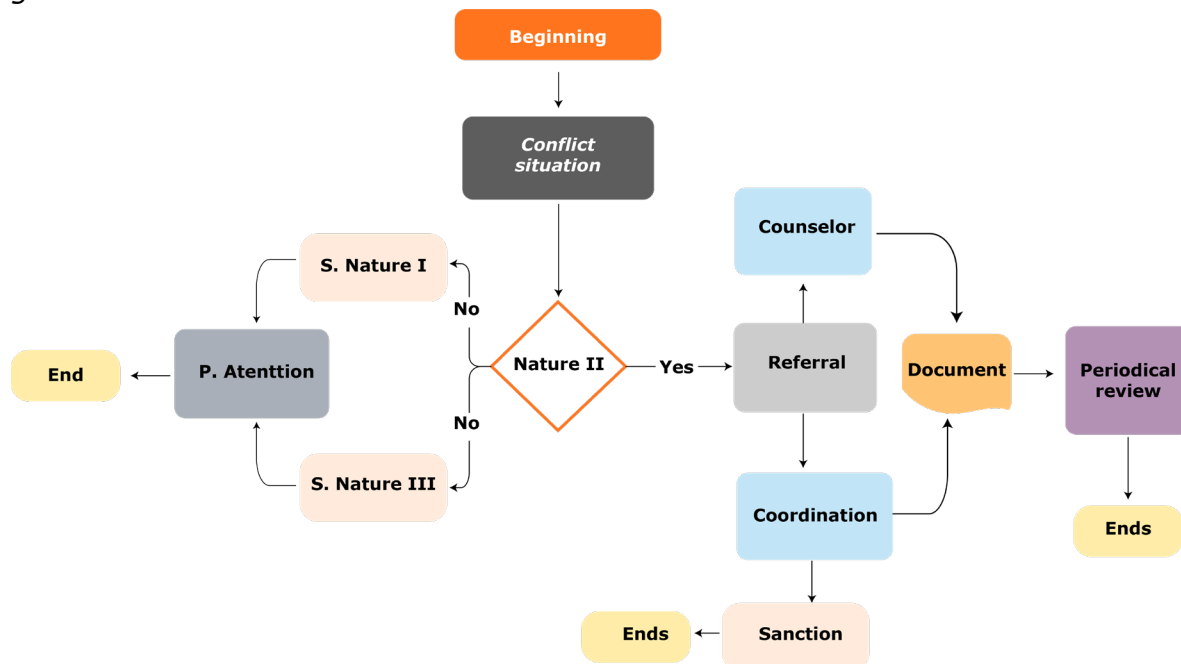 Beginning
Conflict
situation
Counselor
S. Nature I
No
Nature II
Yes
Referral
Document
Periodical
review
P. Atenttion
End
No
S. Nature III
Coordination
Ends
Sanction
Ends